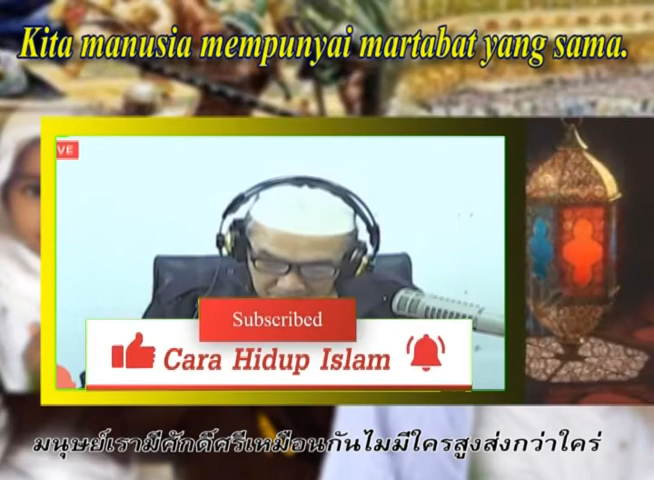 Kita manusia mempunyai martabat yang sama.
VE
Subscribed
Cara Hidup Islam
มนุษย์เรามีศักดิ์ศรีเหมือนกันไมมีใครสูงส่งกว่าใคร่